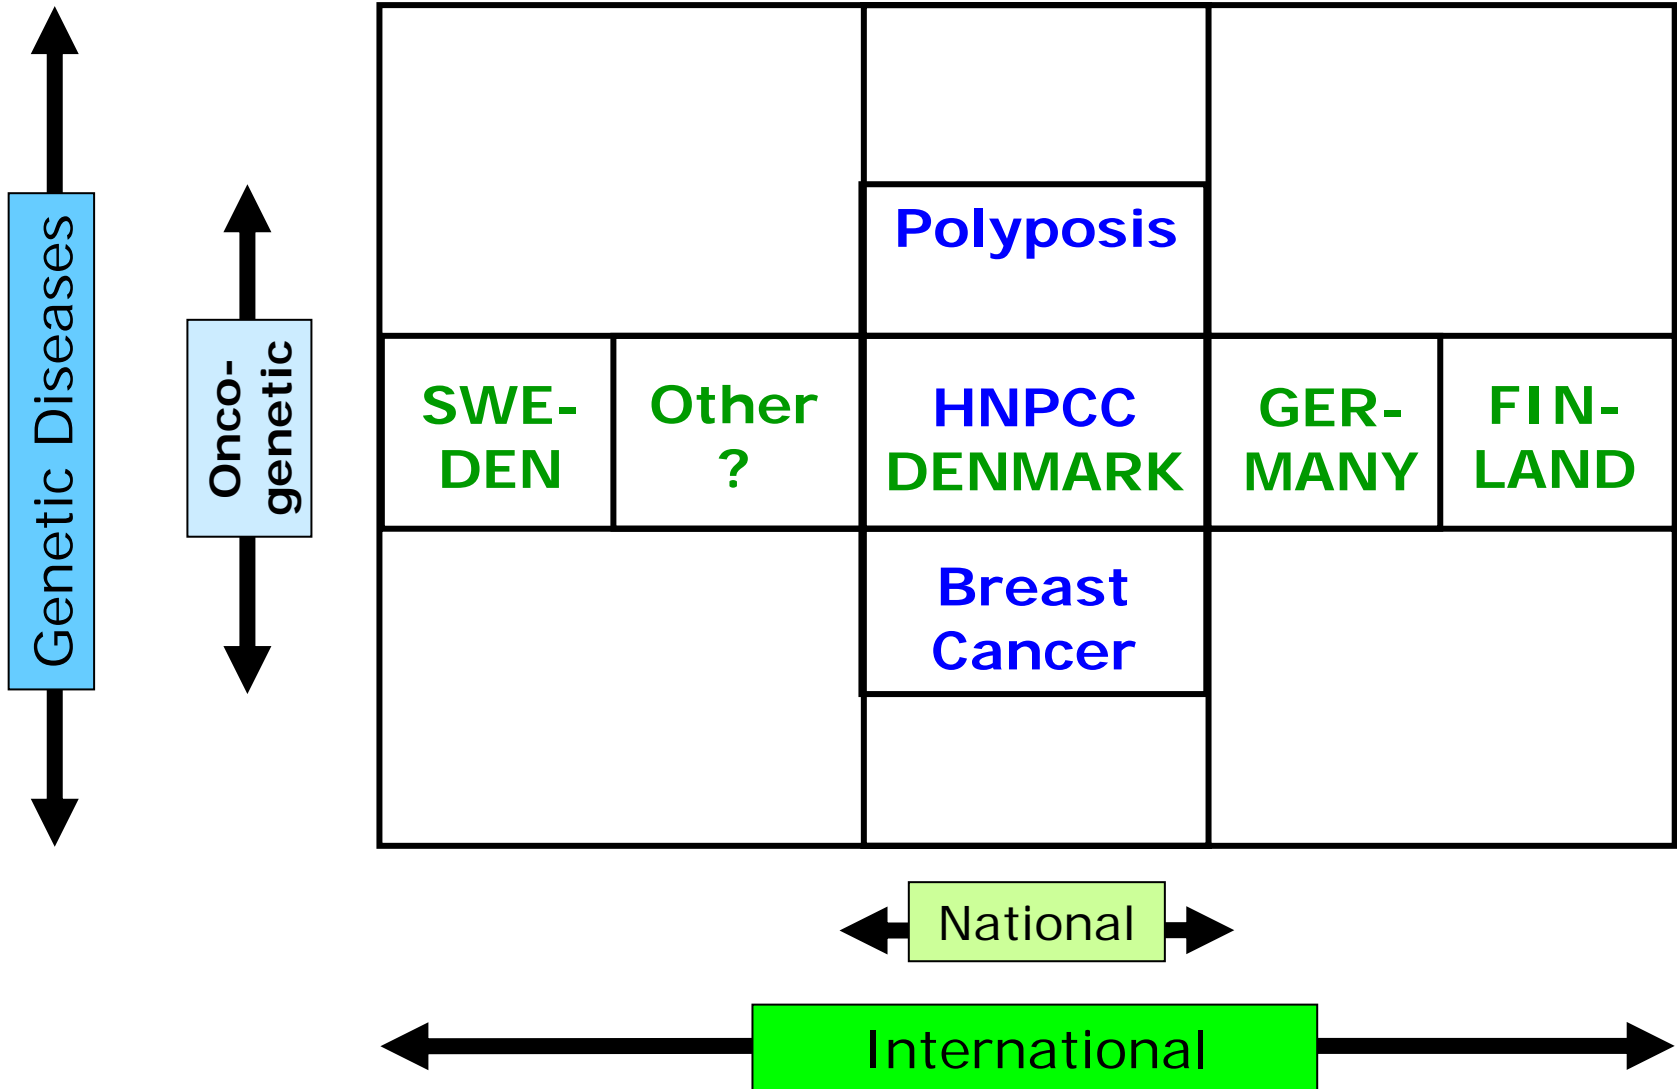 Genetic Diseases
Onco-
genetic
Polyposis
SWE-
DEN
Other
?
HNPCC
DENMARK
GER-
MANY
FIN-
LAND
Breast
Cancer
National
International